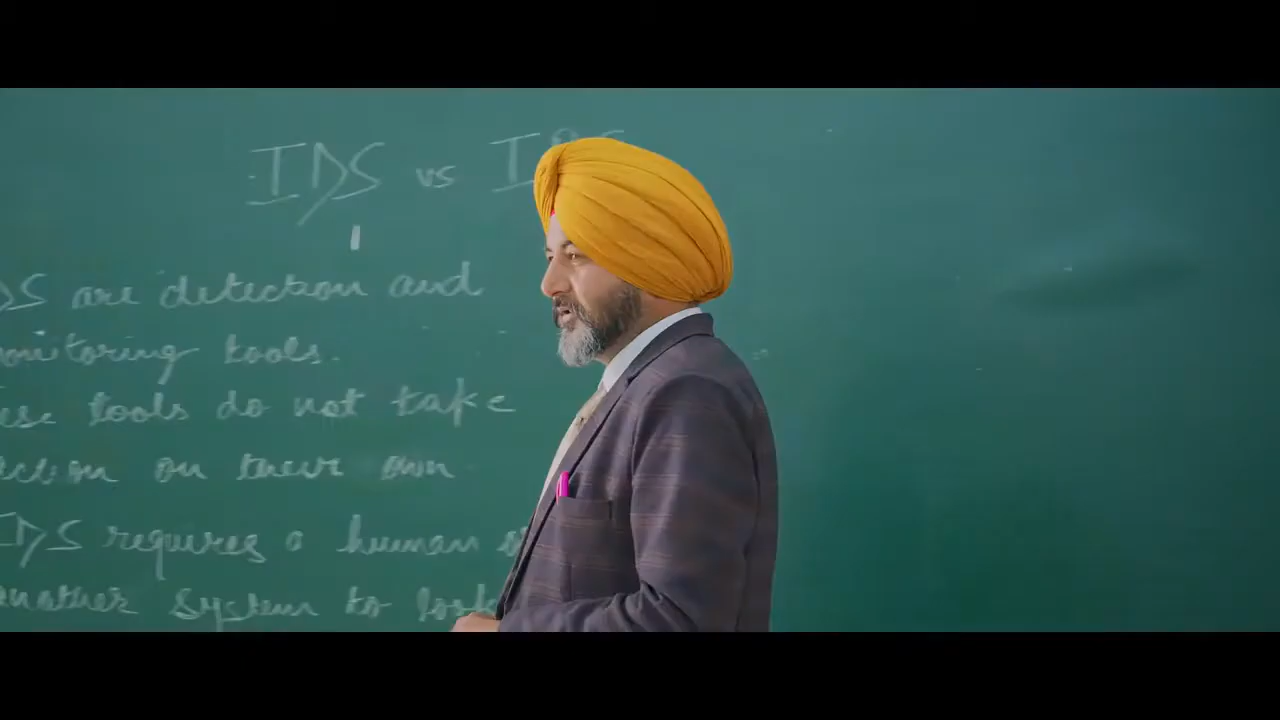 IDS vs
DS are detection and
onitoring tools.
ese tools do not take
ction on their own
IDS requires a human
another system to look